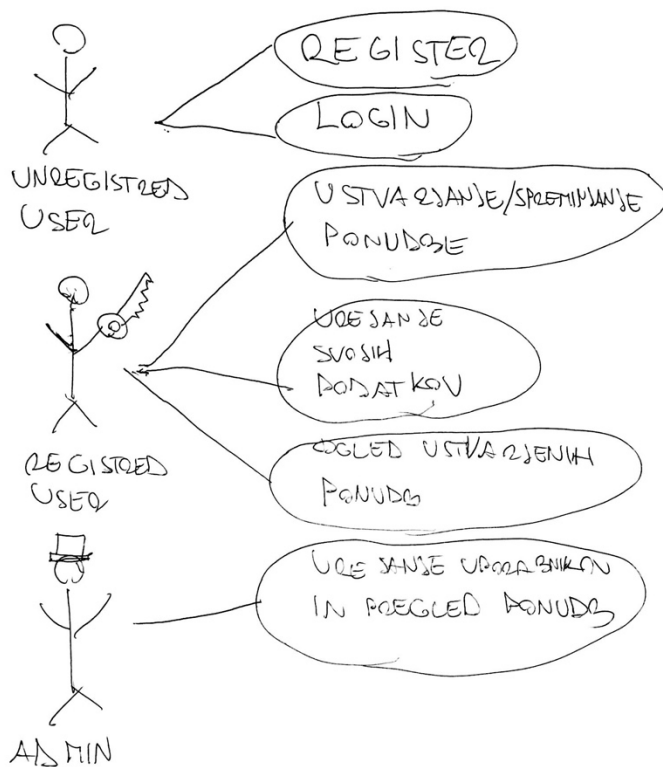 REGISTER
LOGIN
UNREGISTRED
USER
USTVARJANJE/SPREMINJANJE
PONUDBE
UREJANJE
SVOJIH
PODATKOV
REGISTRED
USER
OGLED USTVARJENIH
PONUDB
UREJANJE UPORABNIKOV
IN PREGLED PONUDB
ADMIN